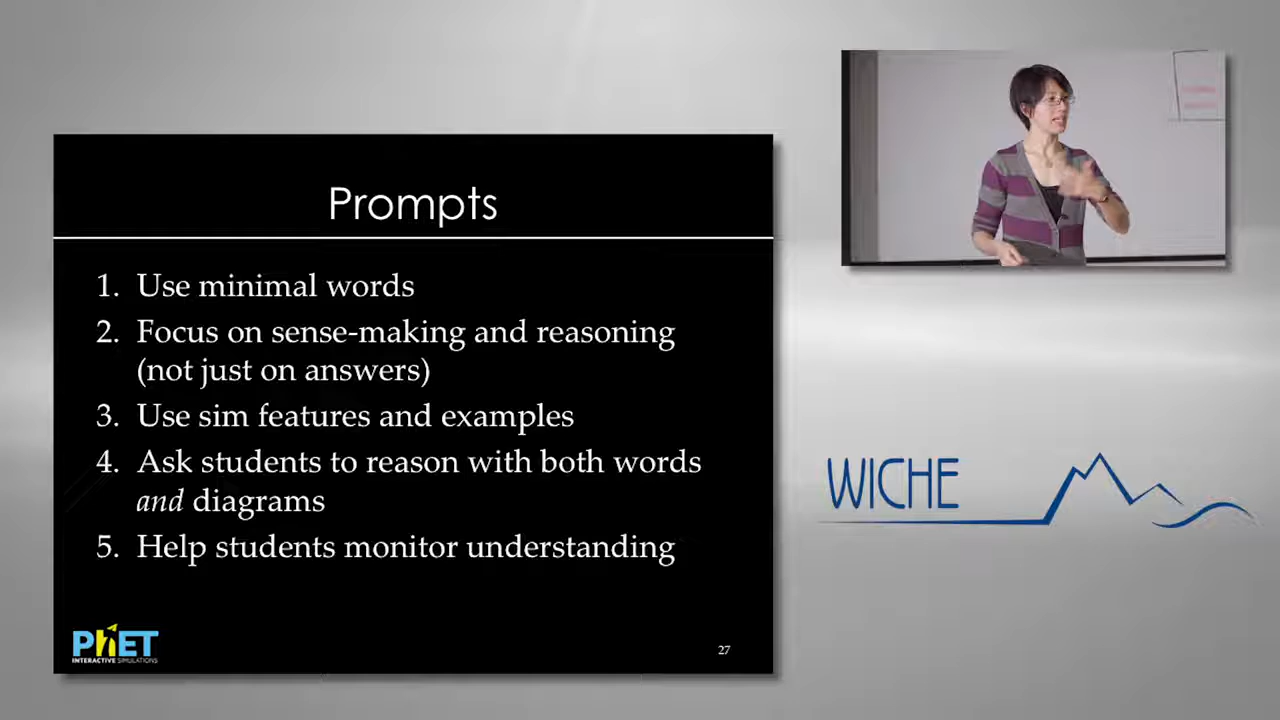 Prompts
1. Use minimal words
2. Focus on sense-making and reasoning
(not just on answers)
3. Use sim features and examples
4. Ask students to reason with both words
and diagrams
5. Help students monitor understanding
PhET
INTERACTIVE SIMULATIONS
27
WICHE